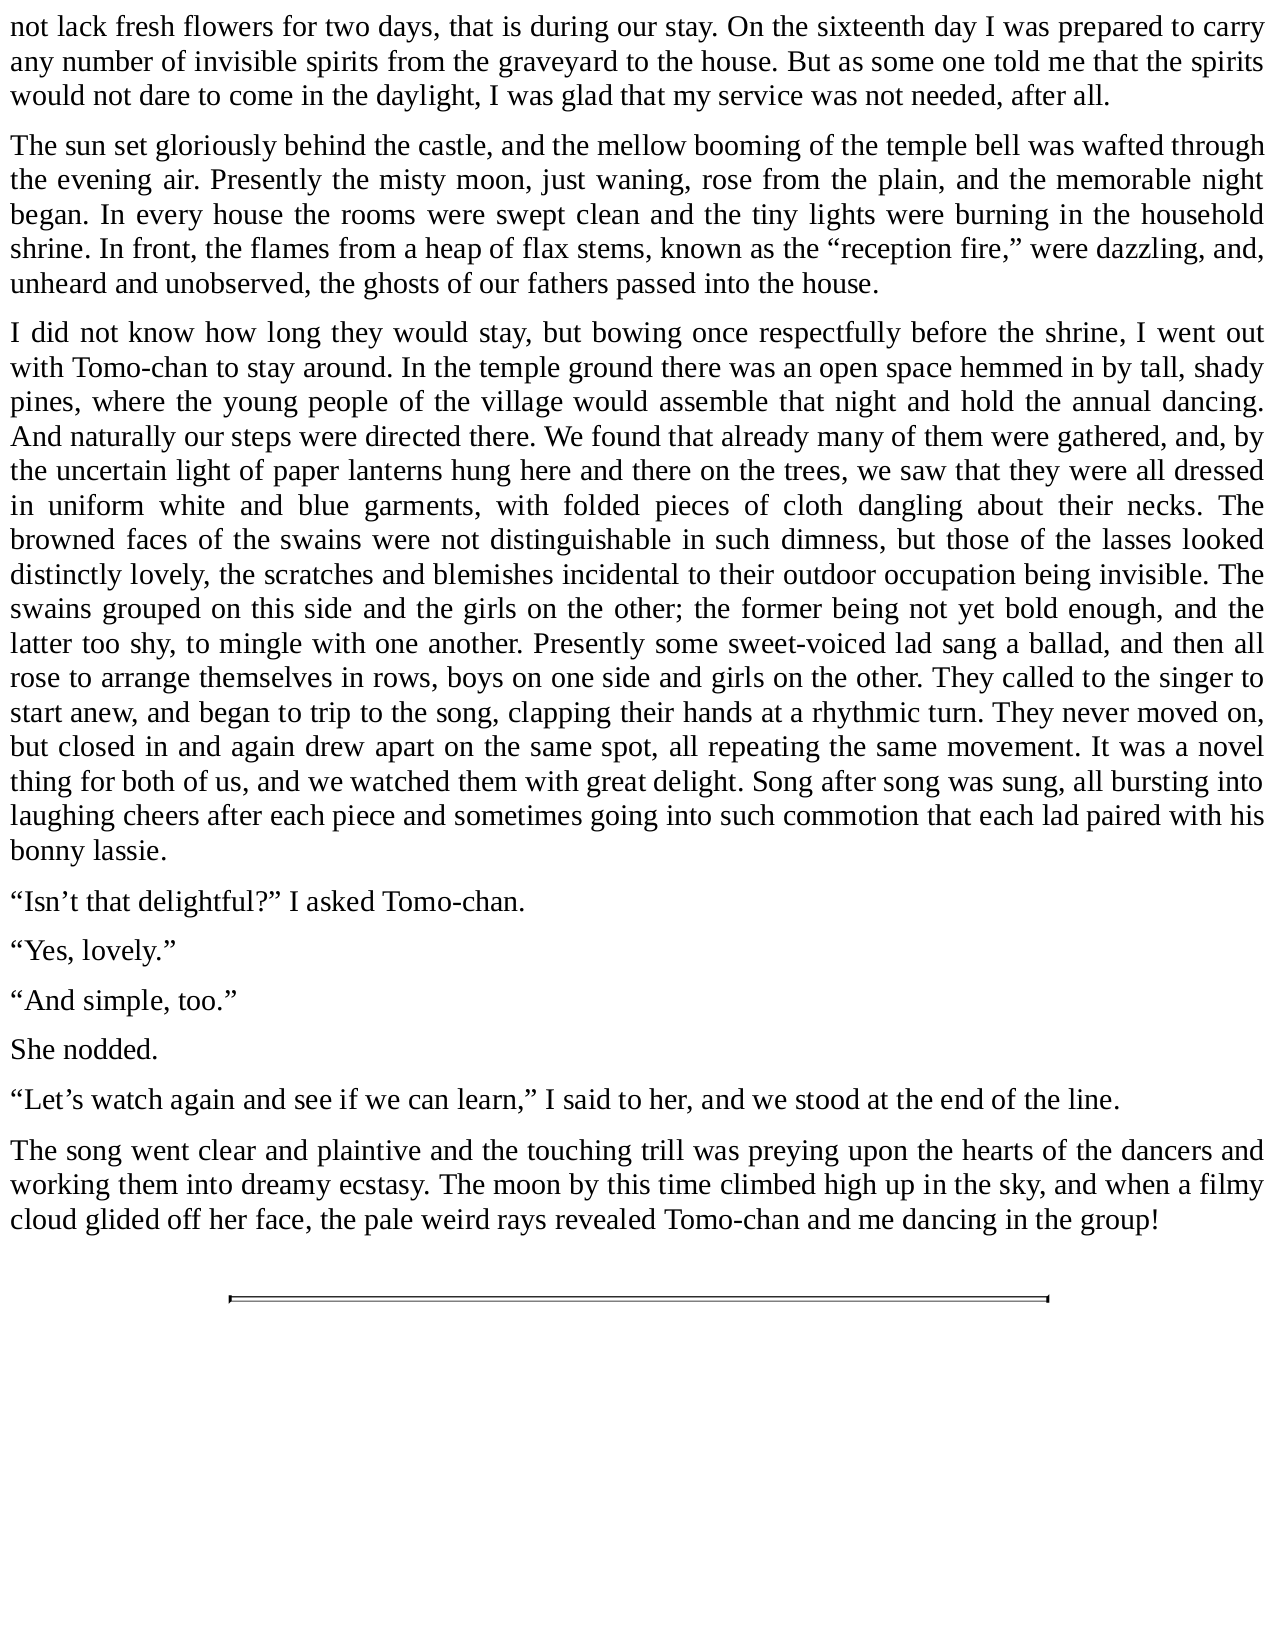 not lack fresh flowers for two days, that is during our stay. On the sixteenth day I was prepared to carry
any number of invisible spirits from the graveyard to the house. But as some one told me that the spirits
would not dare to come in the daylight, I was glad that my service was not needed, after all.
The sun set gloriously behind the castle, and the mellow booming of the temple bell was wafted through
the evening air. Presently the misty moon, just waning, rose from the plain, and the memorable night
began. In every house the rooms were swept clean and the tiny lights were burning in the household
shrine. In front, the flames from a heap of flax stems, known as the “reception fire,” were dazzling, and,
unheard and unobserved, the ghosts of our fathers passed into the house.
I did not know how long they would stay, but bowing once respectfully before the shrine, I went out
with Tomo-chan to stay around. In the temple ground there was an open space hemmed in by tall, shady
pines, where the young people of the village would assemble that night and hold the annual dancing.
And naturally our steps were directed there. We found that already many of them were gathered, and, by
the uncertain light of paper lanterns hung here and there on the trees, we saw that they were all dressed
in uniform white and blue garments, with folded pieces of cloth dangling about their necks. The
browned faces of the swains were not distinguishable in such dimness, but those of the lasses looked
distinctly lovely, the scratches and blemishes incidental to their outdoor occupation being invisible. The
swains grouped on this side and the girls on the other; the former being not yet bold enough, and the
latter too shy, to mingle with one another. Presently some sweet-voiced lad sang a ballad, and then all
rose to arrange themselves in rows, boys on one side and girls on the other. They called to the singer to
start anew, and began to trip to the song, clapping their hands at a rhythmic turn. They never moved on,
but closed in and again drew apart on the same spot, all repeating the same movement. It was a novel
thing for both of us, and we watched them with great delight. Song after song was sung, all bursting into
laughing cheers after each piece and sometimes going into such commotion that each lad paired with his
bonny lassie.
“Isn’t that delightful?” I asked Tomo-chan.
“Yes, lovely.”
“And simple, too.”
She nodded.
“Let’s watch again and see if we can learn,” I said to her, and we stood at the end of the line.
The song went clear and plaintive and the touching trill was preying upon the hearts of the dancers and
working them into dreamy ecstasy. The moon by this time climbed high up in the sky, and when a filmy
cloud glided off her face, the pale weird rays revealed Tomo-chan and me dancing in the group!